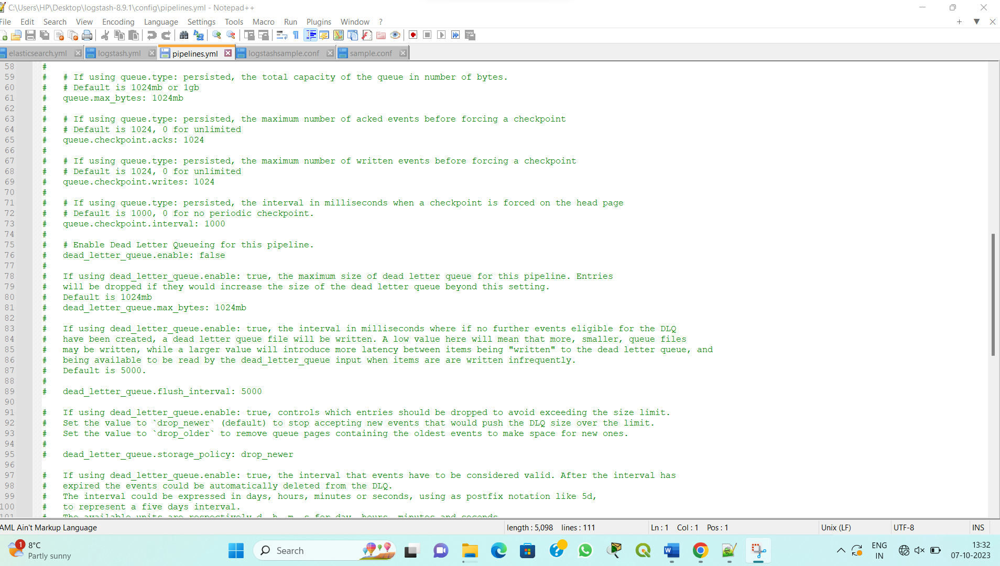 C:\Users\HP\Desktop\logstash-8.9.1\config\pipelines.yml - Notepad++
File Edit Search View Encoding Language Settings Tools Macro Run Plugins Window ?
elasticsearch.yml logstash.yml pipelines.yml logstashsample.conf sample.conf
58 #
59 # # If using queue.type: persisted, the total capacity of the queue in number of bytes.
60 # # Default is 1024mb or 1gb
61 # queue.max_bytes: 1024mb
62 #
63 # # If using queue.type: persisted, the maximum number of acked events before forcing a checkpoint
64 # # Default is 1024, 0 for unlimited
65 # queue.checkpoint.acks: 1024
66 #
67 # # If using queue.type: persisted, the maximum number of written events before forcing a checkpoint
68 # # Default is 1024, 0 for unlimited
69 # queue.checkpoint.writes: 1024
70 #
71 # # If using queue.type: persisted, the interval in milliseconds when a checkpoint is forced on the head page
72 # # Default is 1000, 0 for no periodic checkpoint.
73 # queue.checkpoint.interval: 1000
74 #
75 # # Enable Dead Letter Queueing for this pipeline.
76 # dead_letter_queue.enable: false
77 #
78 # If using dead_letter_queue.enable: true, the maximum size of dead letter queue for this pipeline. Entries
79 # will be dropped if they would increase the size of the dead letter queue beyond this setting.
80 # Default is 1024mb
81 # dead_letter_queue.max_bytes: 1024mb
82 #
83 # If using dead_letter_queue.enable: true, the interval in milliseconds where if no further events eligible for the DLQ
84 # have been created, a dead letter queue file will be written. A low value here will mean that more, smaller, queue files
85 # may be written, while a larger value will introduce more latency between items being "written" to the dead letter queue, and
86 # being available to be read by the dead_letter_queue input when items are are written infrequently.
87 # Default is 5000.
88 #
89 # dead_letter_queue.flush_interval: 5000
90
91 # If using dead_letter_queue.enable: true, controls which entries should be dropped to avoid exceeding the size limit.
92 # Set the value to `drop_newer` (default) to stop accepting new events that would push the DLQ size over the limit.
93 # Set the value to `drop_older` to remove queue pages containing the oldest events to make space for new ones.
94 #
95 # dead_letter_queue.storage_policy: drop_newer
96
97 # If using dead_letter_queue.enable: true, the interval that events have to be considered valid. After the interval has
98 # expired the events could be automatically deleted from the DLQ.
99 # The interval could be expressed in days, hours, minutes or seconds, using as postfix notation like 5d,
100 # to represent a five days interval.
101 # The available units are respectively d, h, m, s for day, hours, minutes and seconds.
AML Ain't Markup Language length : 5,098 lines : 111 Ln : 1 Col : 1 Pos : 1 Unix (LF) UTF-8 INS
1 8°C
Partly sunny
Search
ENG
IN
13:32
07-10-2023